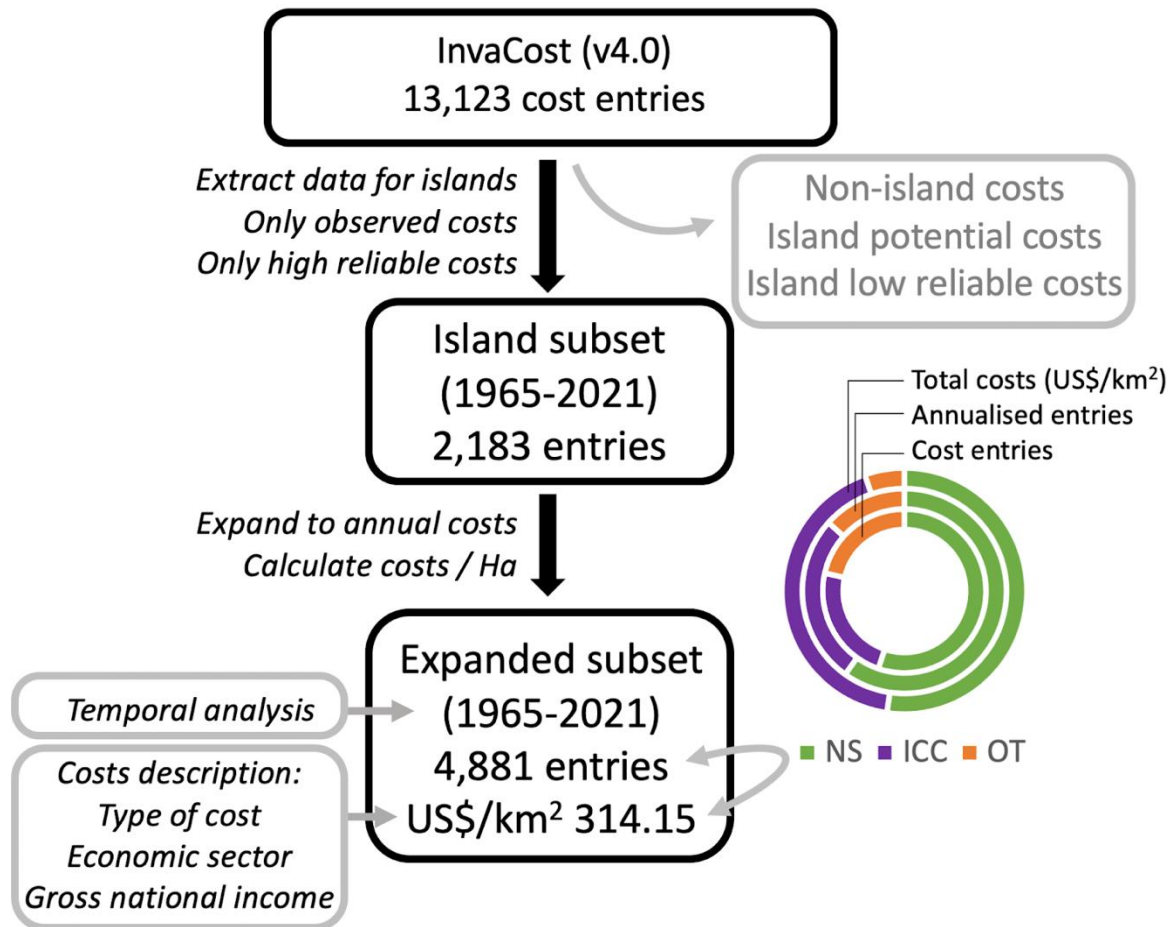 InvaCost (v4.0)
13,123 cost entries
Extract data for islands
Only observed costs
Only high reliable costs
Non-island costs
Island potential costs
Island low reliable costs
Island subset
(1965-2021)
2,183 entries
Total costs (US$/km²)
Annualised entries
Cost entries
Expand to annual costs
Calculate costs / Ha
NS ICC OT
Expanded subset
(1965-2021)
4,881 entries
US$/km² 314.15
Temporal analysis
Costs description:
Type of cost
Economic sector
Gross national income